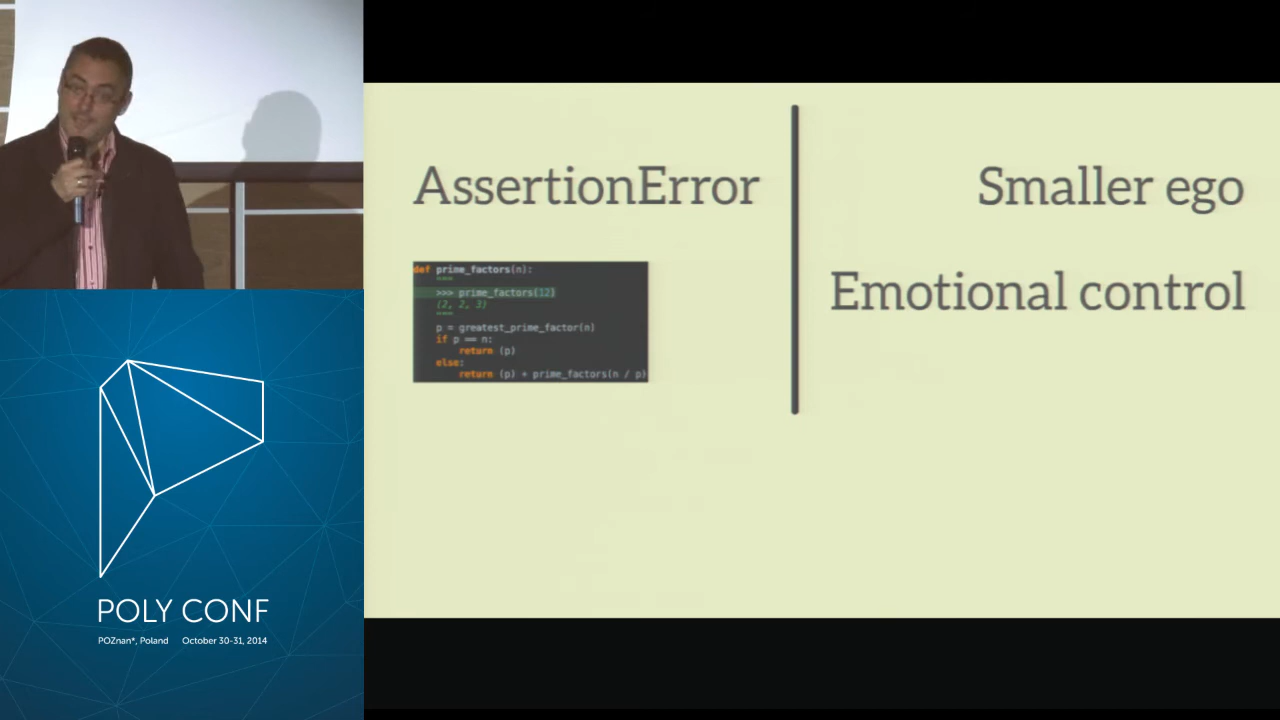 AssertionError
def prime_factors(n):
"""
>>> prime_factors(12)
(2, 2, 3)
"""
p = greatest_prime_factor(n)
if p == n:
return (p)
else:
return (p) + prime_factors(n / p)
Smaller ego
Emotional control
POLY CONF
POZnan*, Poland October 30-31, 2014